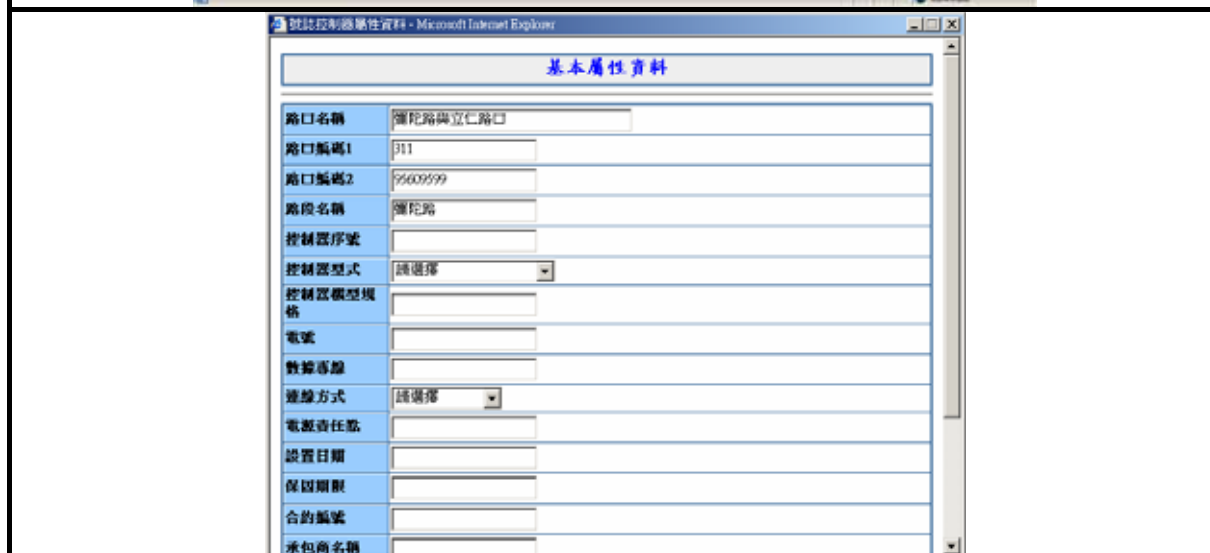 號誌控制器屬性資料 - Microsoft Internet Explorer
基本屬性資料
路口名稱 彌陀路與立仁路口
路口編碼1 311
路口編碼2 95609599
路段名稱 彌陀路
控制器序號
控制器型式 請選擇
控制器機型規
格
電號
數據專線
連線方式 請選擇
電源責任點
設置日期
保固期限
合約編號
承包商名稱